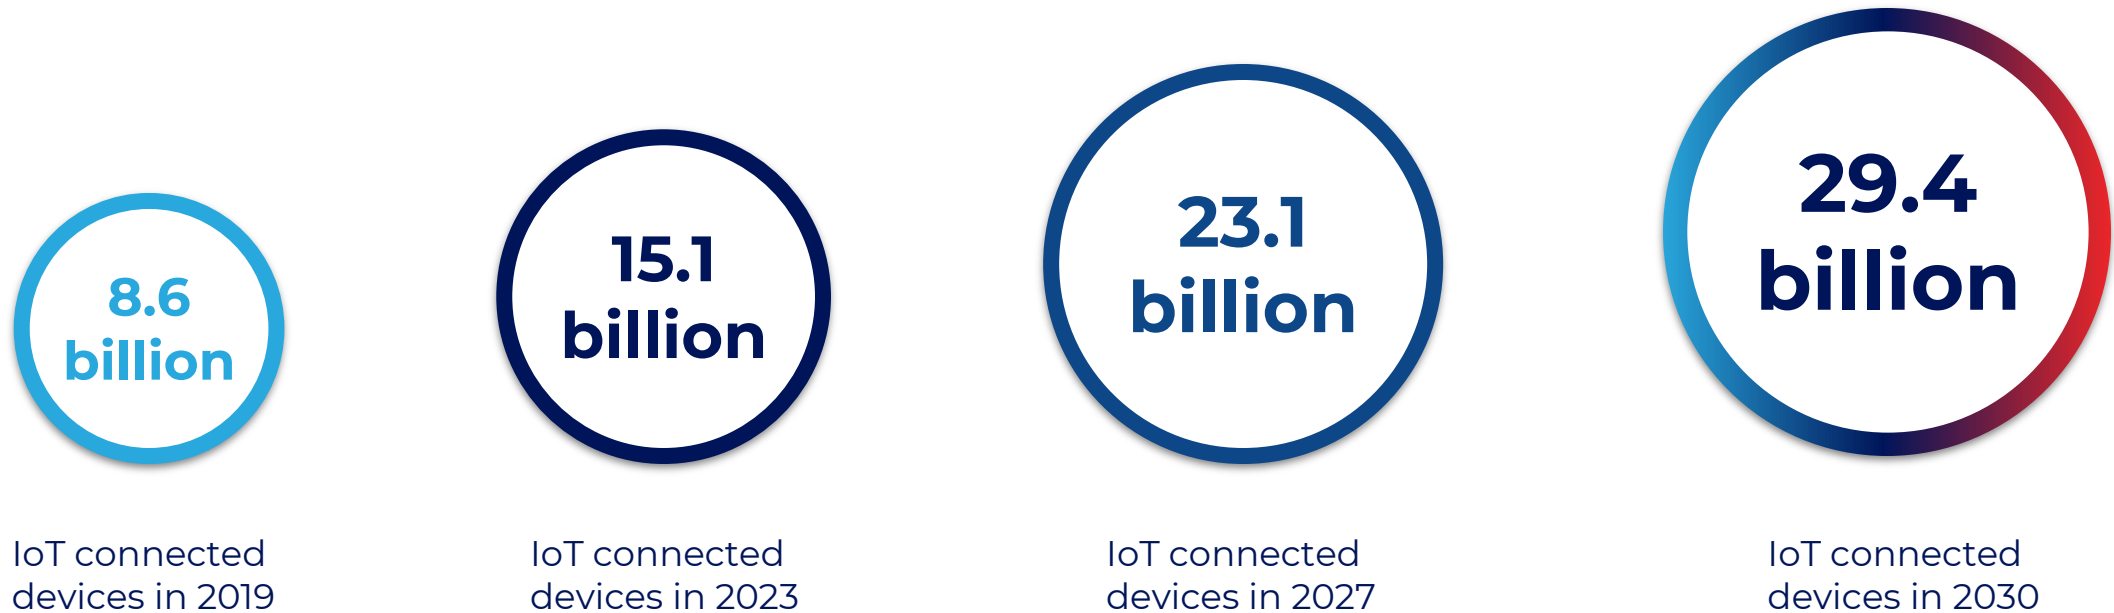 8.6
billion
IoT connected
devices in 2019
15.1
billion
IoT connected
devices in 2023
23.1
billion
IoT connected
devices in 2027
29.4
billion
IoT connected
devices in 2030